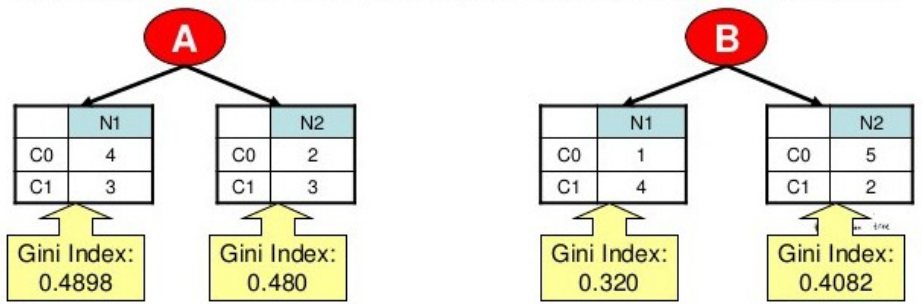 A
B
N1
C0 4
C1 3
N2
C0 2
C1 3
N1
C0 1
C1 4
N2
C0 5
C1 2
tree
Gini Index:
0.4898
Gini Index:
0.480
Gini Index:
0.320
Gini Index:
0.4082